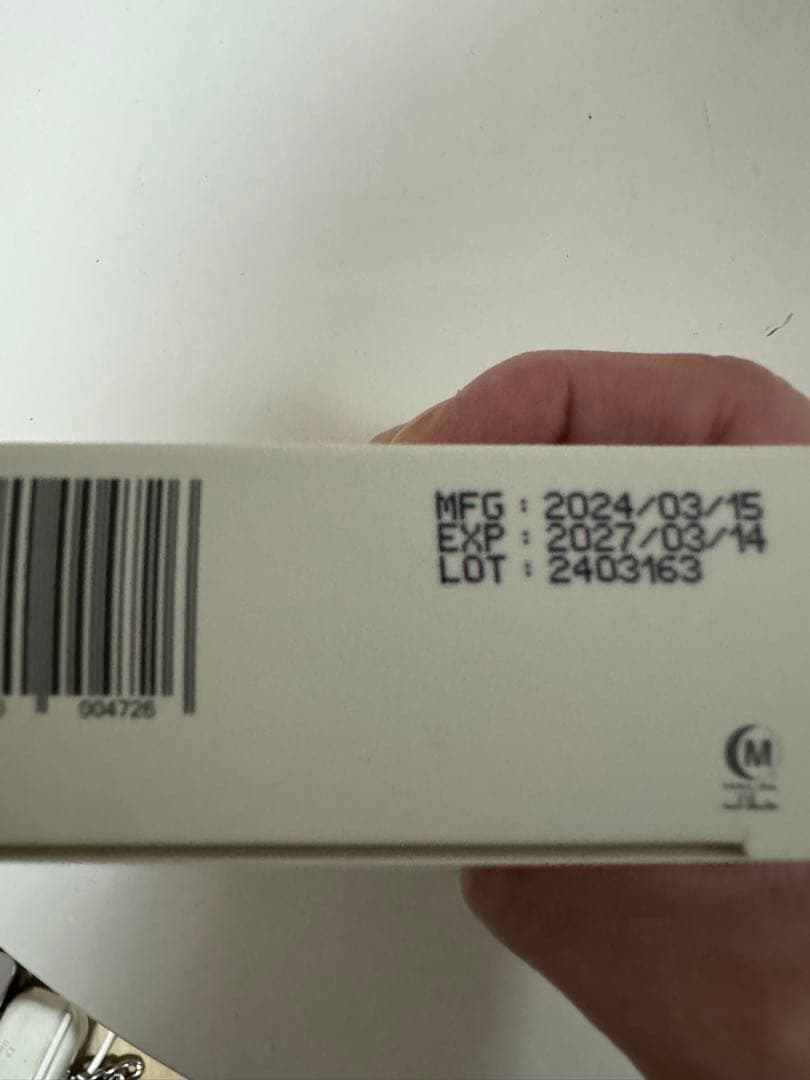 MFG : 2024/03/15
EXP : 2027/03/14
LOT : 2403163
004726
M